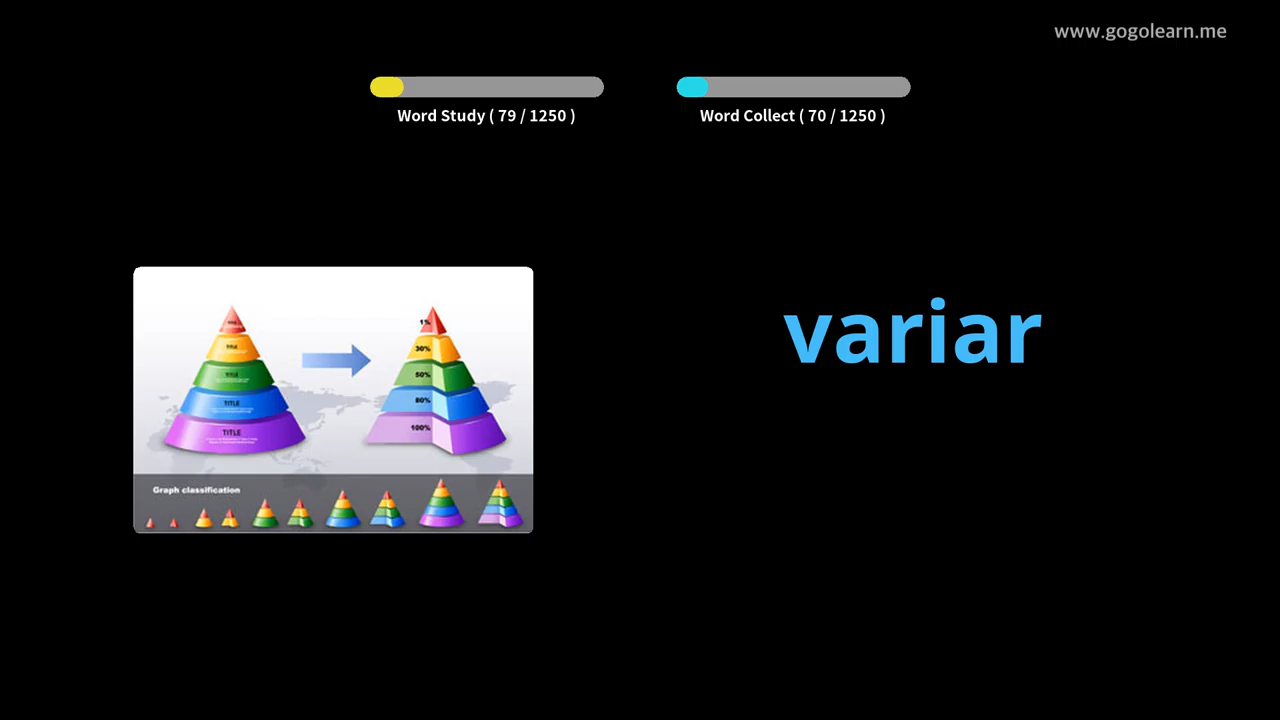 www.gogolearn.me
Word Study ( 79 / 1250 )
Word Collect ( 70 / 1250 )
variar
1%
TITLE
30%
TITLE
50%
TITLE
80%
TITLE
100%
Graph classification